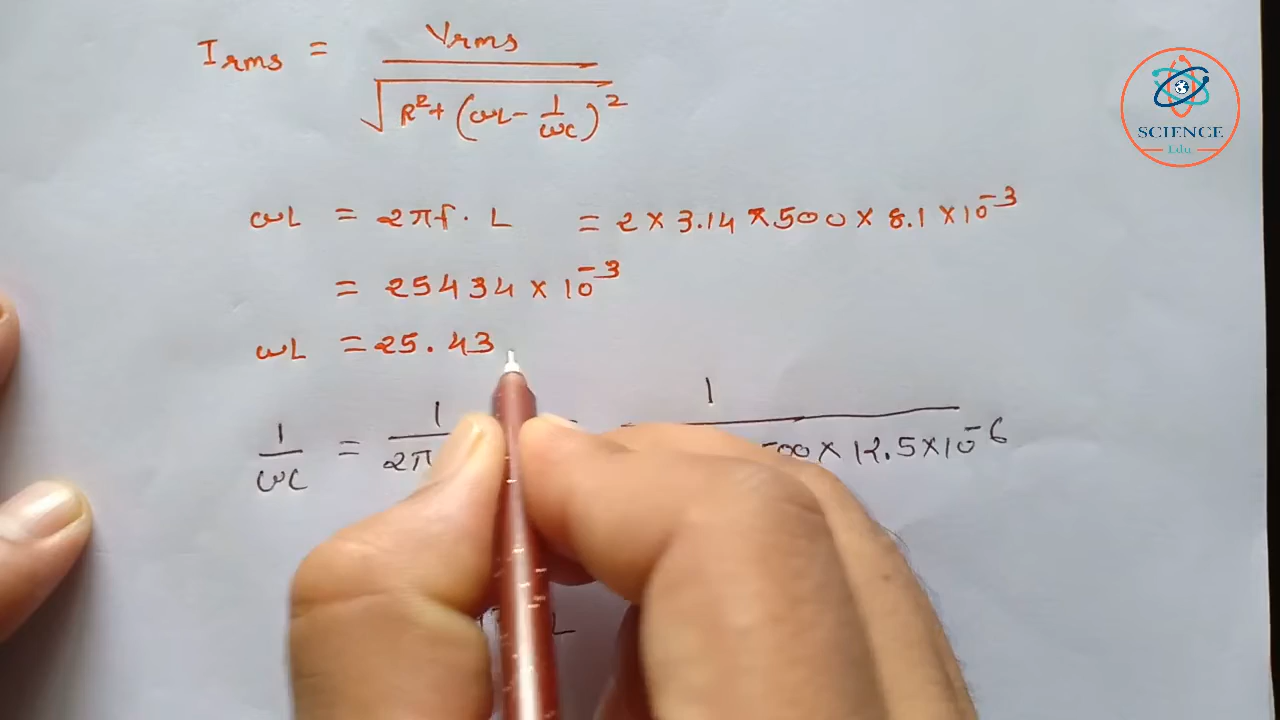 Irms = Vrms / √(R² + (ωL - 1/ωC)²)
SCIENCE
Edu
ωL = 2πf · L = 2 × 3.14 × 500 × 8.1 × 10⁻³
= 25434 × 10⁻³
ωL = 25.43
1/ωC = 1/2π = 1/ 500 × 12.5 × 10⁻⁶